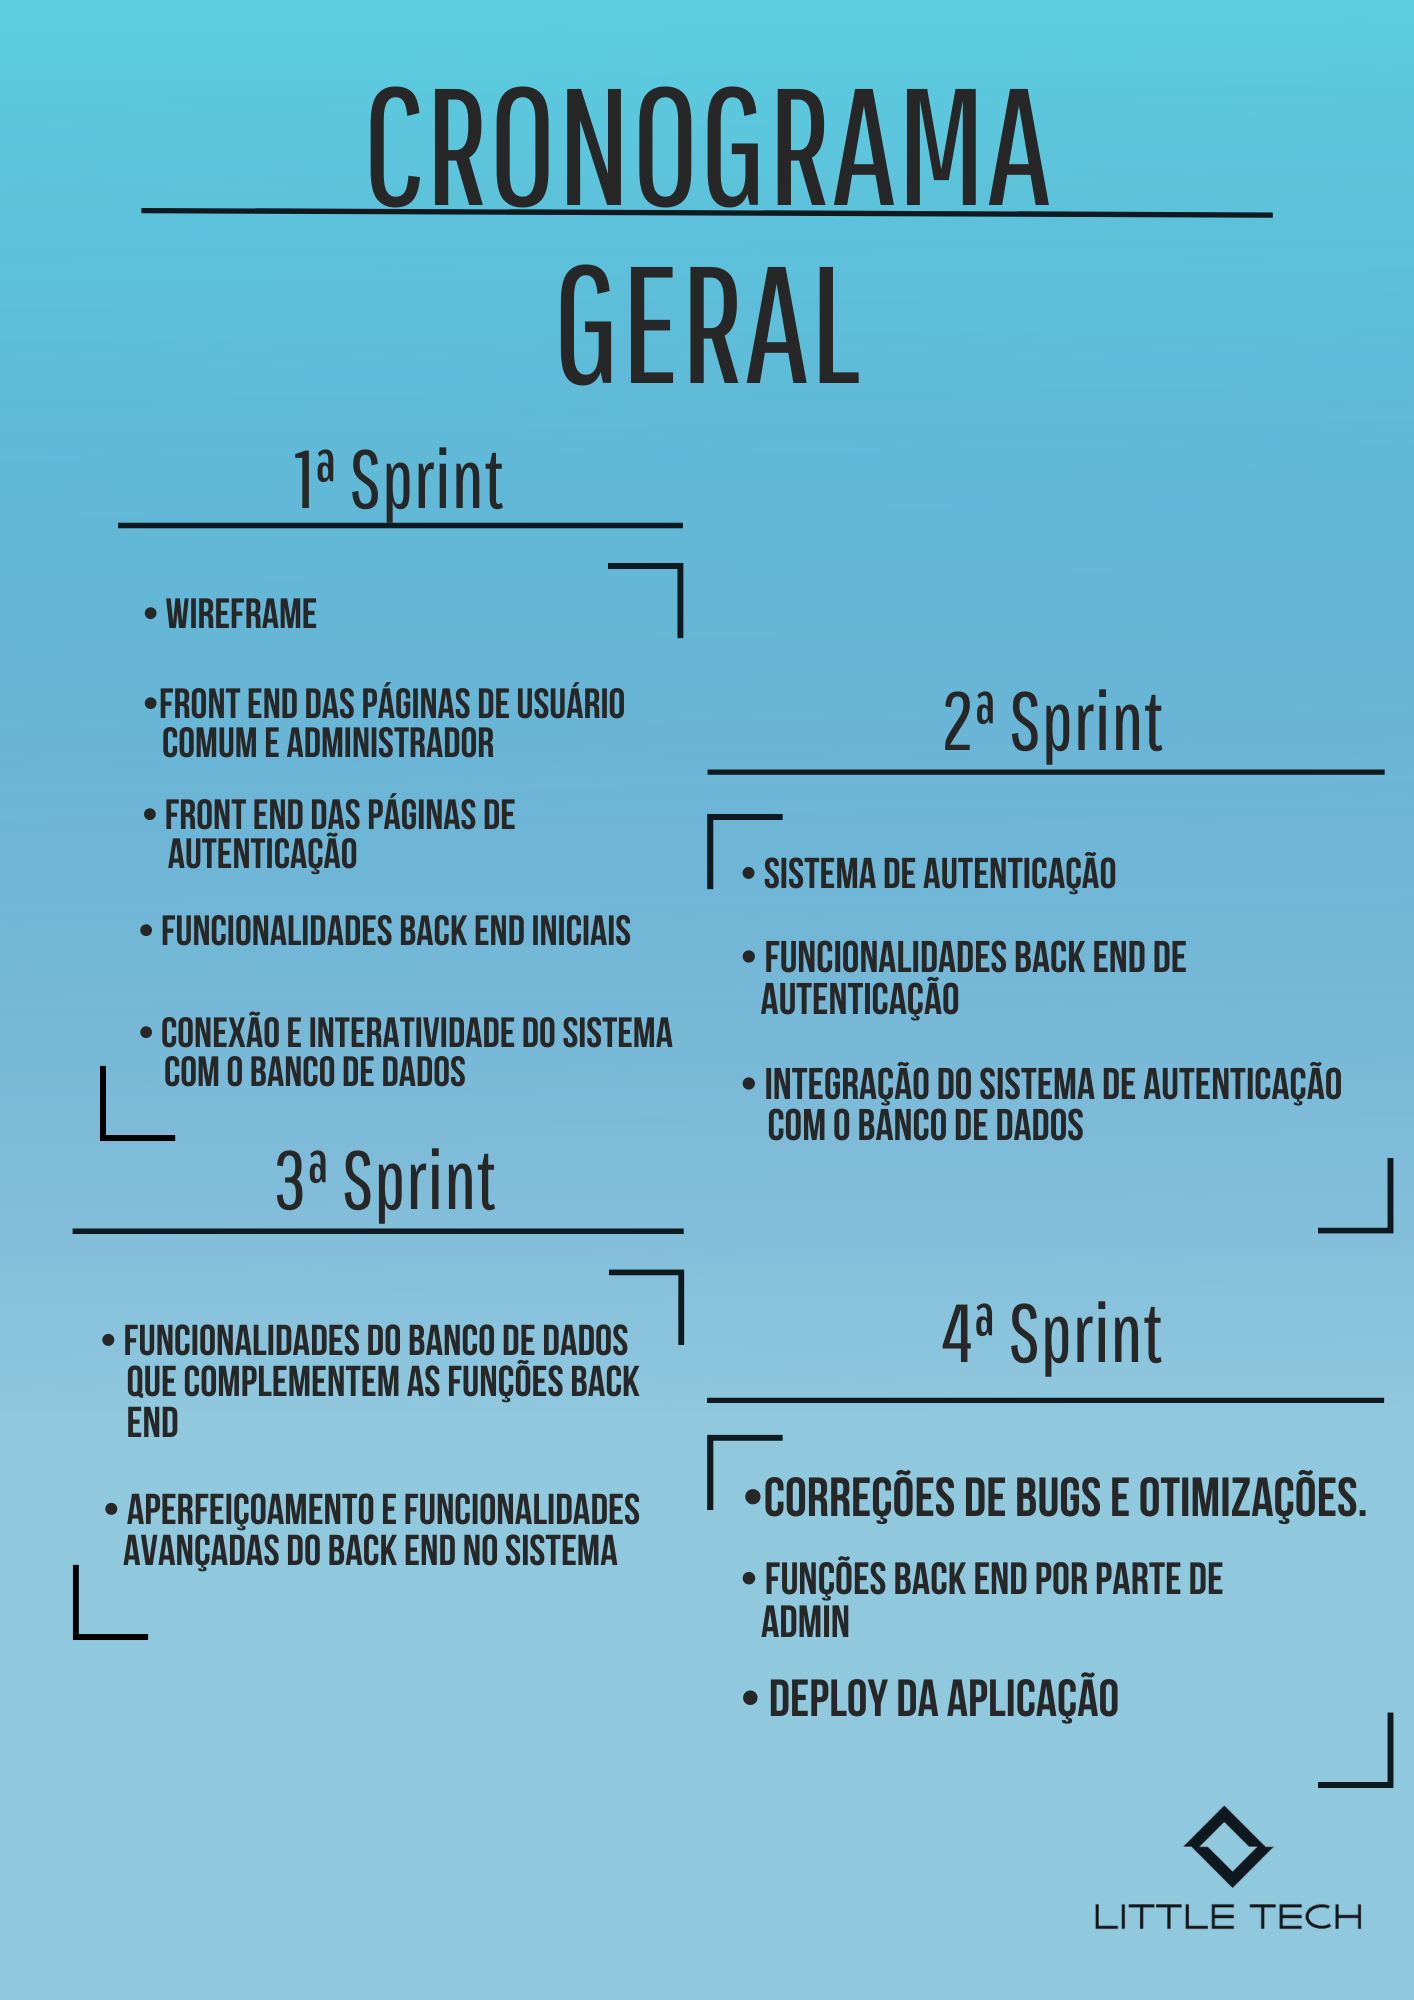 CRONOGRAMA
GERAL
1ª Sprint
• WIREFRAME
•FRONT END DAS PÁGINAS DE USUÁRIO
COMUM E ADMINISTRADOR
• FRONT END DAS PÁGINAS DE
AUTENTICAÇÃO
• FUNCIONALIDADES BACK END INICIAIS
• CONEXÃO E INTERATIVIDADE DO SISTEMA
COM O BANCO DE DADOS
2ª Sprint
• SISTEMA DE AUTENTICAÇÃO
• FUNCIONALIDADES BACK END DE
AUTENTICAÇÃO
• INTEGRAÇÃO DO SISTEMA DE AUTENTICAÇÃO
COM O BANCO DE DADOS
3ª Sprint
• FUNCIONALIDADES DO BANCO DE DADOS
QUE COMPLEMENTEM AS FUNÇÕES BACK
END
• APERFEIÇOAMENTO E FUNCIONALIDADES
AVANÇADAS DO BACK END NO SISTEMA
4ª Sprint
•CORREÇÕES DE BUGS E OTIMIZAÇÕES.
• FUNÇÕES BACK END POR PARTE DE
ADMIN
• DEPLOY DA APLICAÇÃO
LITTLE TECH